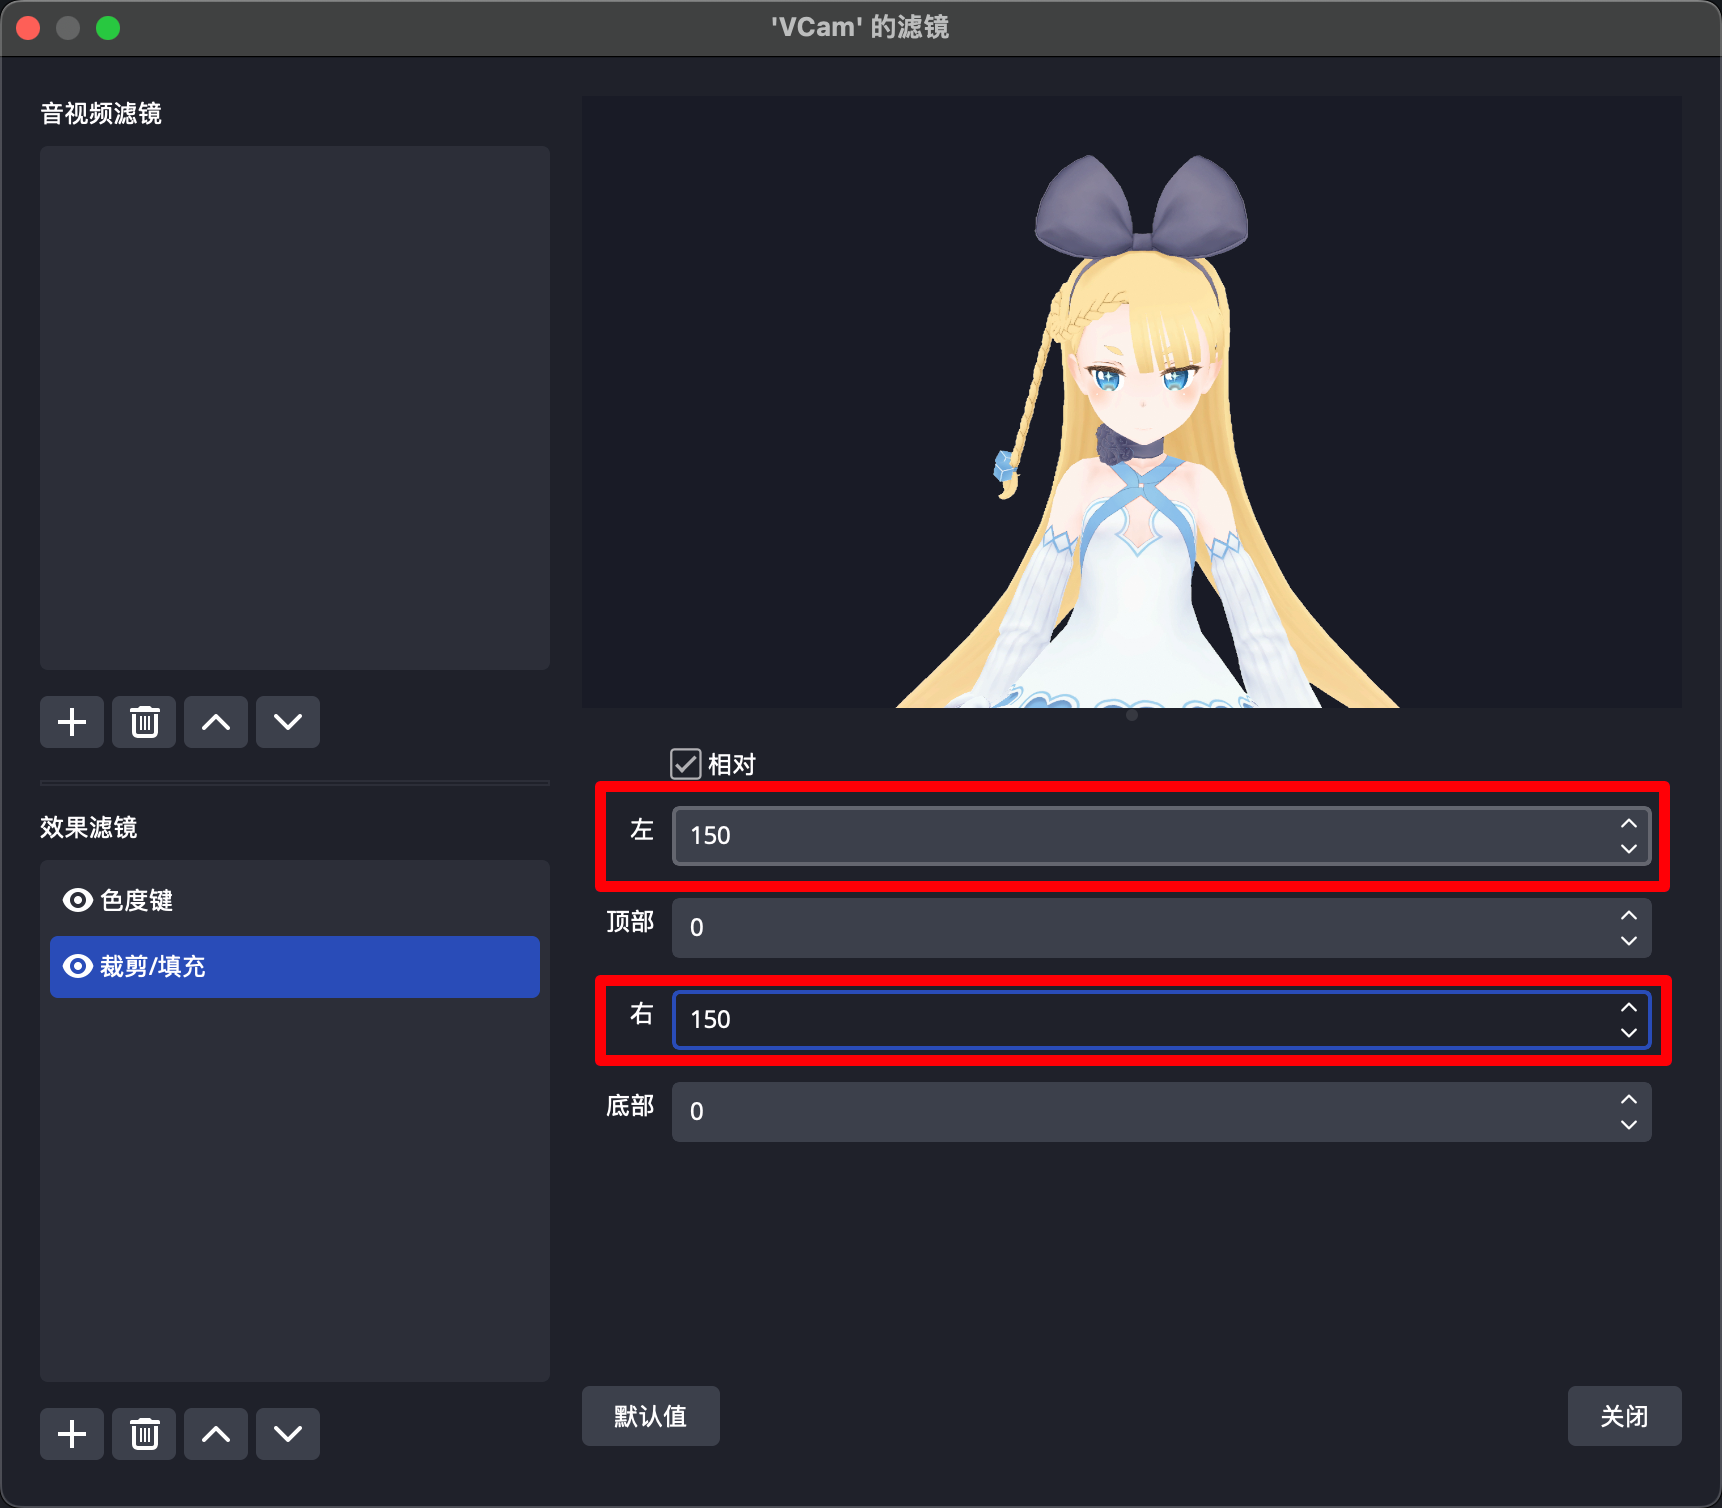 'VCam' 的滤镜
音视频滤镜
效果滤镜
色度键
裁剪/填充
相对
左 150
顶部 0
右 150
底部 0
默认值
关闭